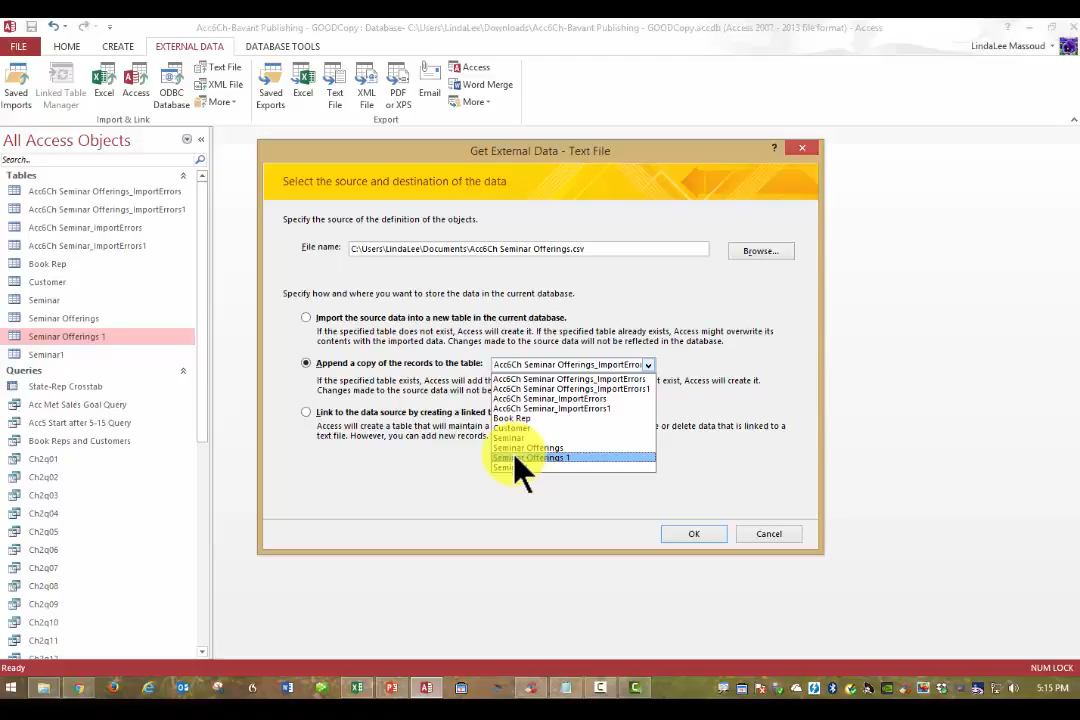 Acc6Ch-Bavant Publishing - GOODCopy : Database- C:\Users\LindaLee\Downloads\Acc6Ch-Bavant Publishing - GOODCopy.accdb (Access 2007 - 2013 file format) - Access
FILE HOME CREATE EXTERNAL DATA DATABASE TOOLS LindaLee Massoud
Saved Imports
Linked Table Manager
Excel
Access
ODBC Database
Text File
XML File
More
Import & Link
Saved Exports
Excel
Text File
XML File
PDF or XPS
Email
Access
Word Merge
More
Export
All Access Objects
Search...
Tables
Acc6Ch Seminar Offerings_ImportErrors
Acc6Ch Seminar Offerings_ImportErrors1
Acc6Ch Seminar_ImportErrors
Acc6Ch Seminar_ImportErrors1
Book Rep
Customer
Seminar
Seminar Offerings
Seminar Offerings 1
Seminar1
Queries
State-Rep Crosstab
Acc Met Sales Goal Query
Acc5 Start after 5-15 Query
Book Reps and Customers
Ch2q01
Ch2q02
Ch2q03
Ch2q04
Ch2q05
Ch2q06
Ch2q07
Ch2q08
Ch2q09
Ch2q10
Ch2q11
Get External Data - Text File
?
Select the source and destination of the data
Specify the source of the definition of the objects.
File name: C:\Users\LindaLee\Documents\Acc6Ch Seminar Offerings.csv Browse...
Specify how and where you want to store the data in the current database.
Import the source data into a new table in the current database.
If the specified table does not exist, Access will create it. If the specified table already exists, Access might overwrite its
contents with the imported data. Changes made to the source data will not be reflected in the database.
Append a copy of the records to the table: Acc6Ch Seminar Offerings_ImportError
If the specified table exists, Access will add th exist, Access will create it.
Changes made to the source data will not be
Link to the data source by creating a linked t
Access will create a table that will maintain a or delete data that is linked to a
text file. However, you can add new records.
Acc6Ch Seminar Offerings_ImportErrors
Acc6Ch Seminar Offerings_ImportErrors1
Acc6Ch Seminar_ImportErrors
Acc6Ch Seminar_ImportErrors1
Book Rep
Customer
Seminar
Seminar Offerings
Seminar Offerings 1
OK Cancel
Ready NUM LOCK
5:15 PM